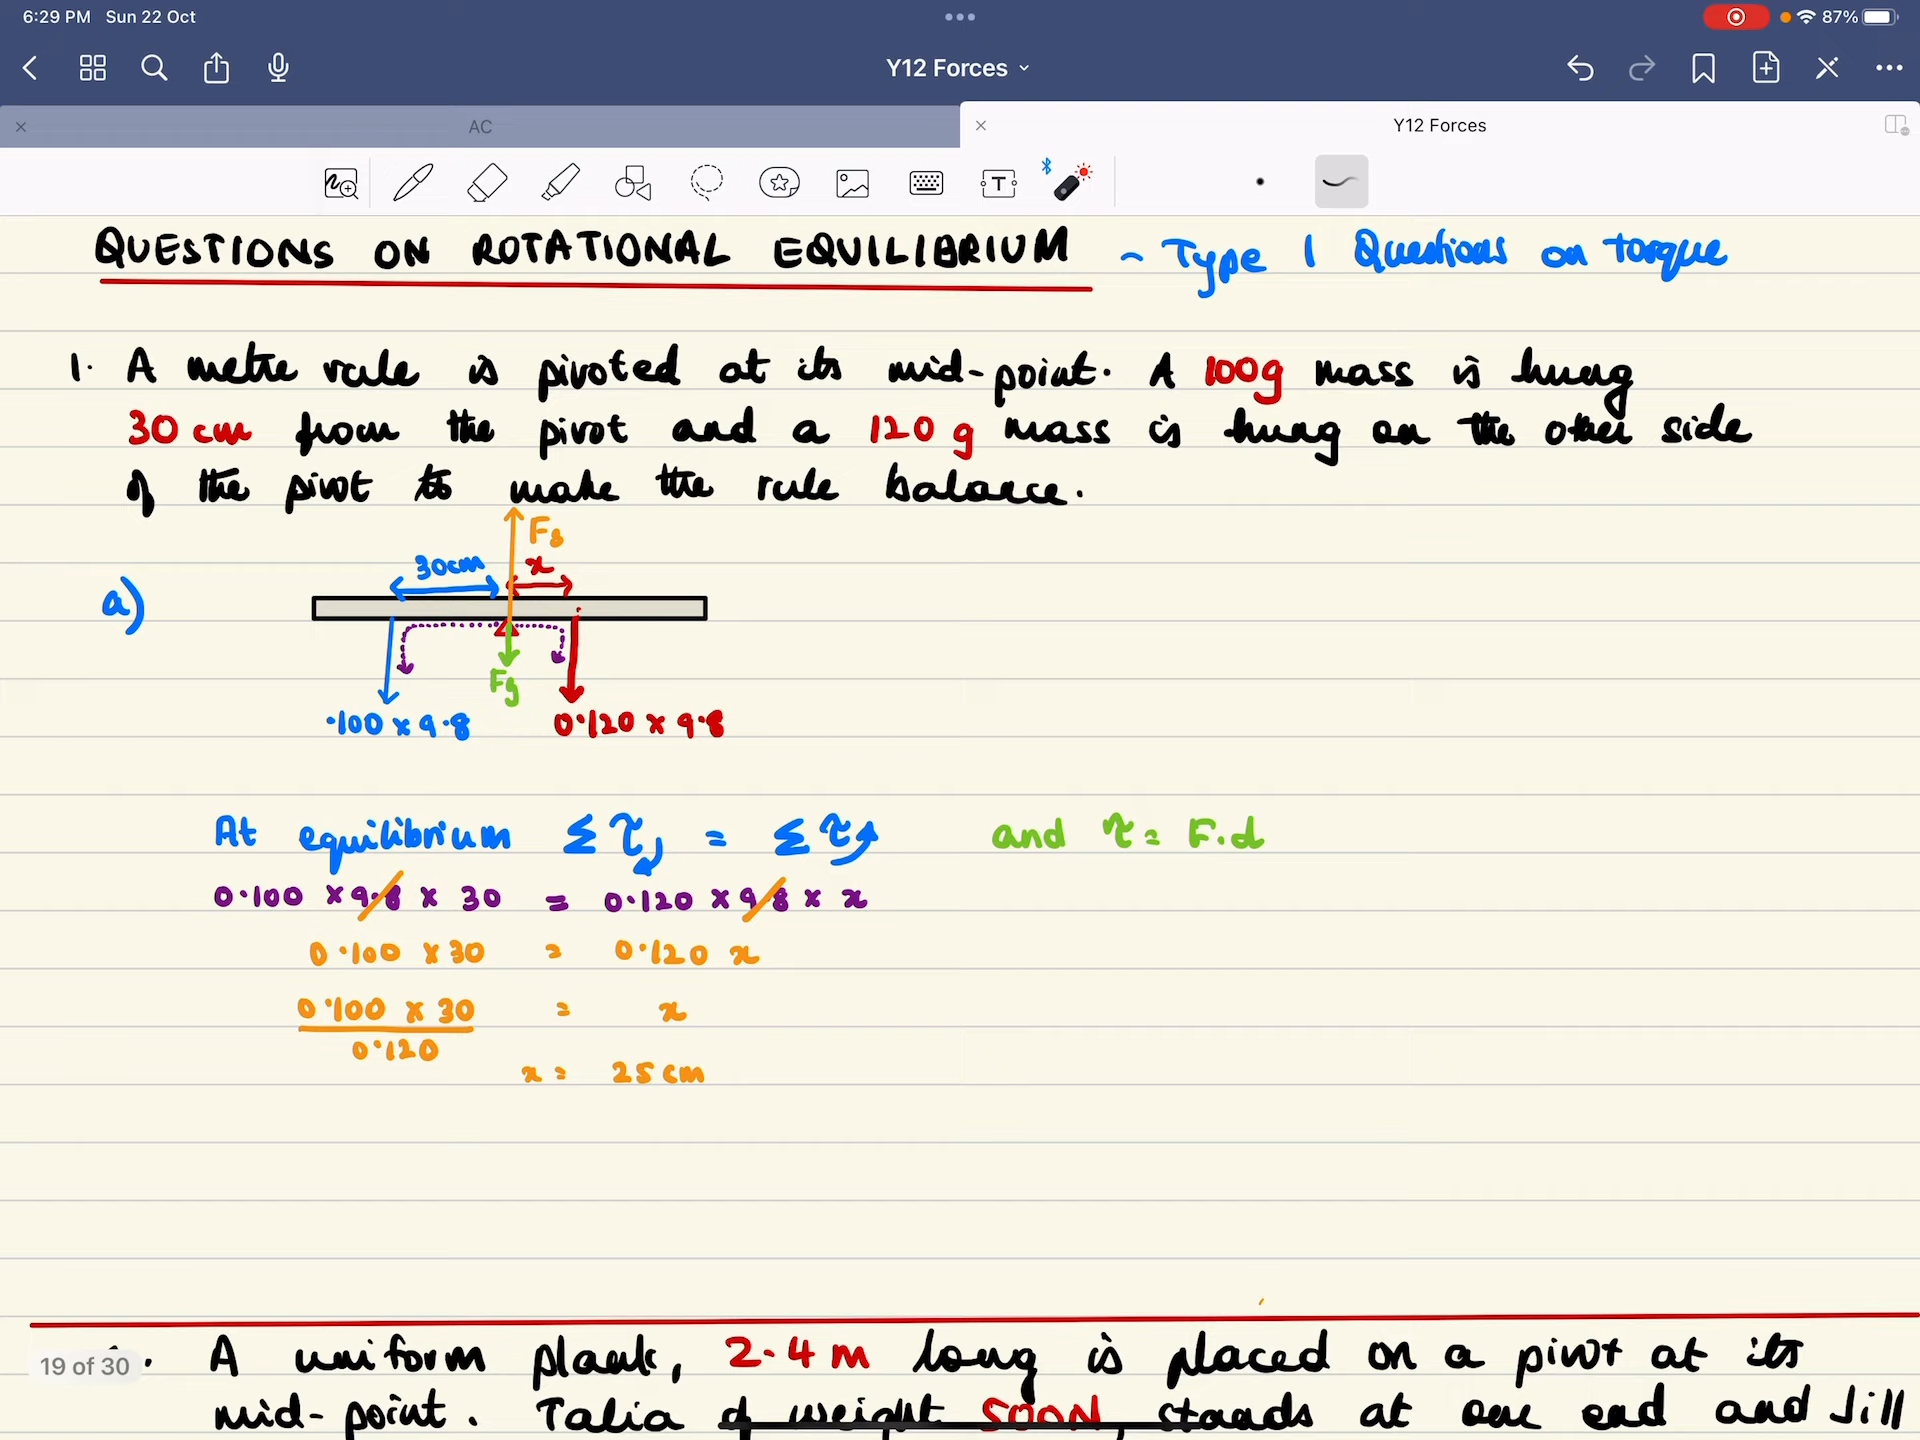 6:29 PM Sun 22 Oct
87%
Y12 Forces
AC
Y12 Forces
T
QUESTIONS ON ROTATIONAL EQUILIBRIUM ~ Type 1 Questions on torque
1. A metre rule is pivoted at its mid-point. A 100g mass is hung
30 cm from the pivot and a 120 g mass is hung on the other side
of the pivot to make the rule balance.
30cm
x
a)
Fg
·100 x 9.8
0.120 x 9.8
At equilibrium Στ = Στ and τ = F.d
0.100 x 9.8 x 30 = 0.120 x 9.8 x x
0.100 x 30 = 0.120 x
0.100 x 30 = x
0.120
x = 25 cm
19 of 30
A uniform plank, 2.4 m long is placed on a pivot at its
mid-point. Talia of weight 500N, stands at one end and Jill